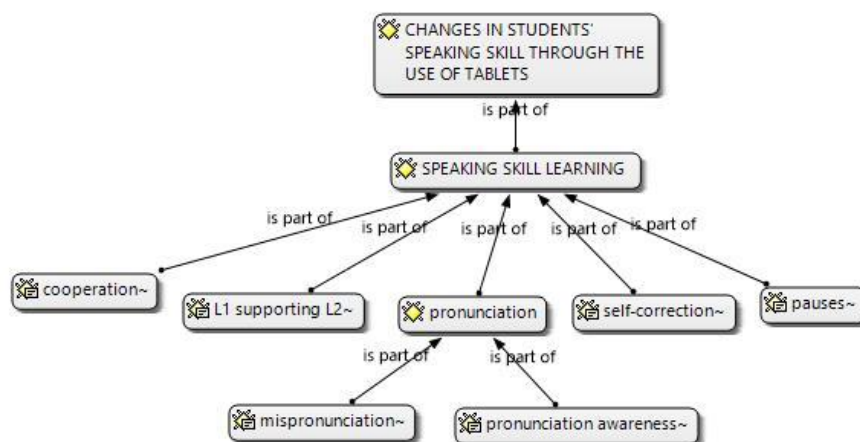 CHANGES IN STUDENTS'
SPEAKING SKILL THROUGH THE
USE OF TABLETS
is part of
SPEAKING SKILL LEARNING
is part of
is part of
is part of
is part of
is part of
cooperation~
L1 supporting L2~
pronunciation
self-correction~
pauses~
is part of
is part of
mispronunciation~
pronunciation awareness~